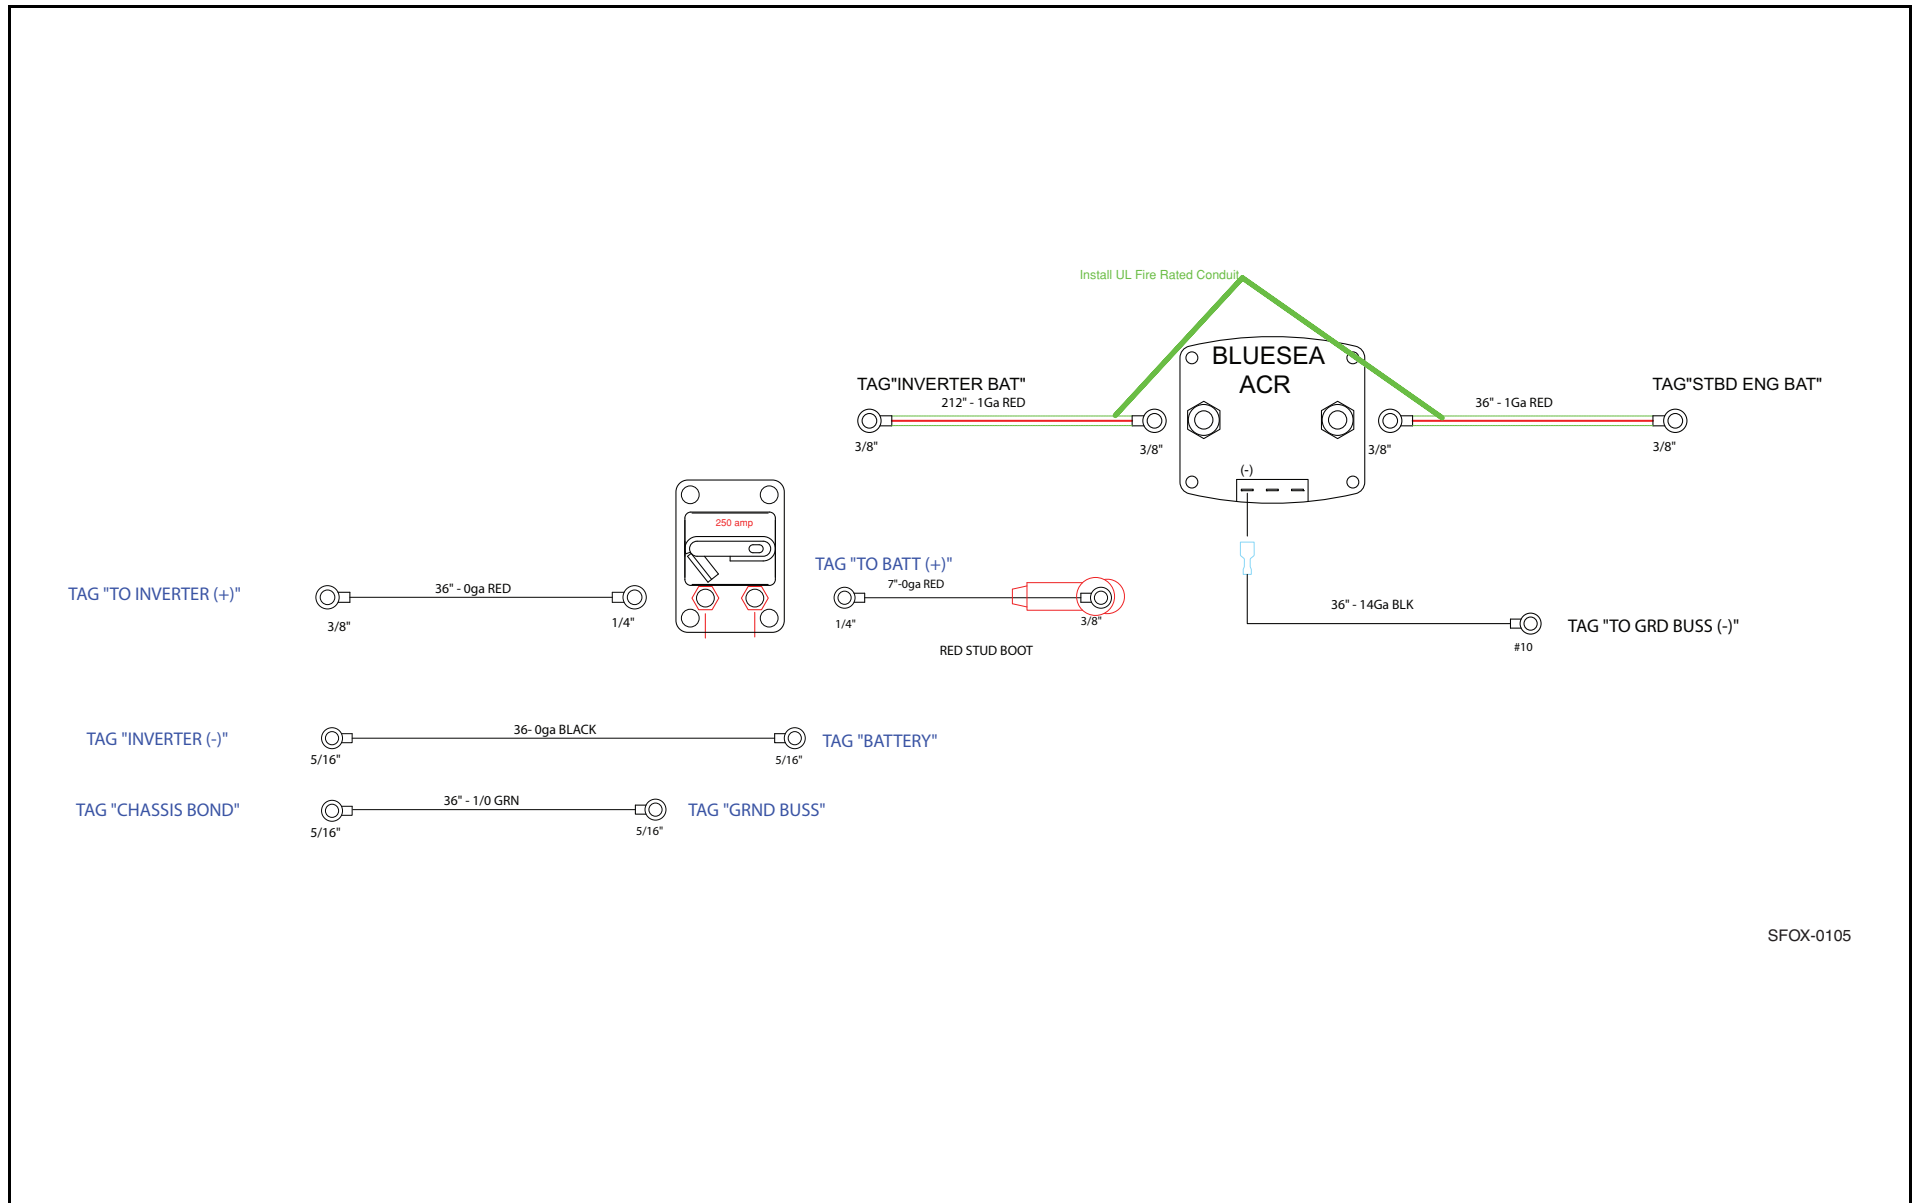 Install UL Fire Rated Conduit
BLUESEA
ACR
TAG"INVERTER BAT"
212" - 1Ga RED
3/8"
3/8"
TAG"STBD ENG BAT"
36" - 1Ga RED
3/8"
3/8"
(-)
250 amp
TAG "TO INVERTER (+)"
36" - 0ga RED
3/8"
1/4"
TAG "TO BATT (+)"
7"-0ga RED
1/4"
3/8"
RED STUD BOOT
36" - 14Ga BLK
#10
TAG "TO GRD BUSS (-)"
TAG "INVERTER (-)"
36- 0ga BLACK
5/16"
5/16"
TAG "BATTERY"
TAG "CHASSIS BOND"
36" - 1/0 GRN
5/16"
5/16"
TAG "GRND BUSS"
SFOX-0105